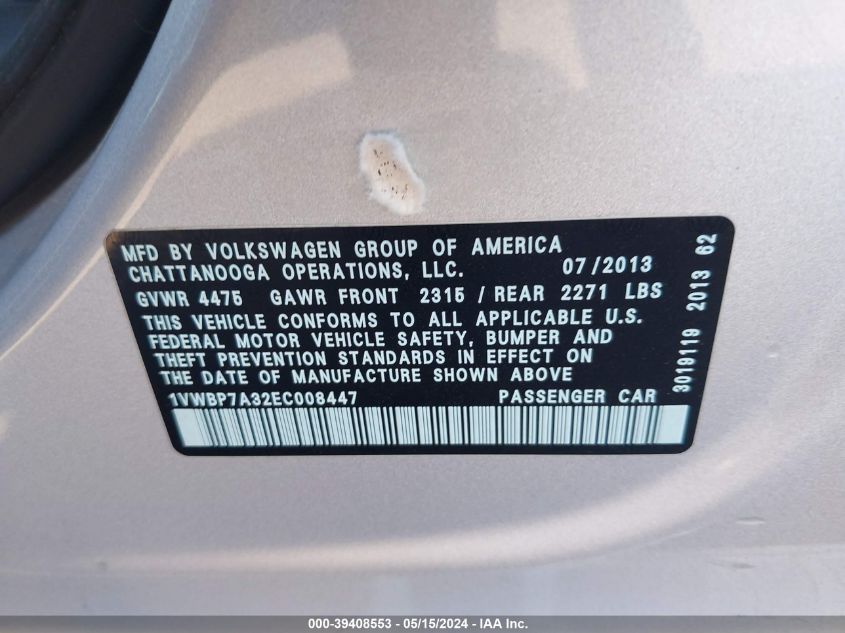 MFD BY VOLKSWAGEN GROUP OF AMERICA
CHATTANOOGA OPERATIONS, LLC. 07/2013
GVWR 4475 GAWR FRONT 2315 / REAR 2271 LBS
THIS VEHICLE CONFORMS TO ALL APPLICABLE U.S.
FEDERAL MOTOR VEHICLE SAFETY, BUMPER AND
THEFT PREVENTION STANDARDS IN EFFECT ON
THE DATE OF MANUFACTURE SHOWN ABOVE
1VWBP7A32EC008447 PASSENGER CAR
3019119 2013 62
000-39408553 - 05/15/2024 - IAA Inc.